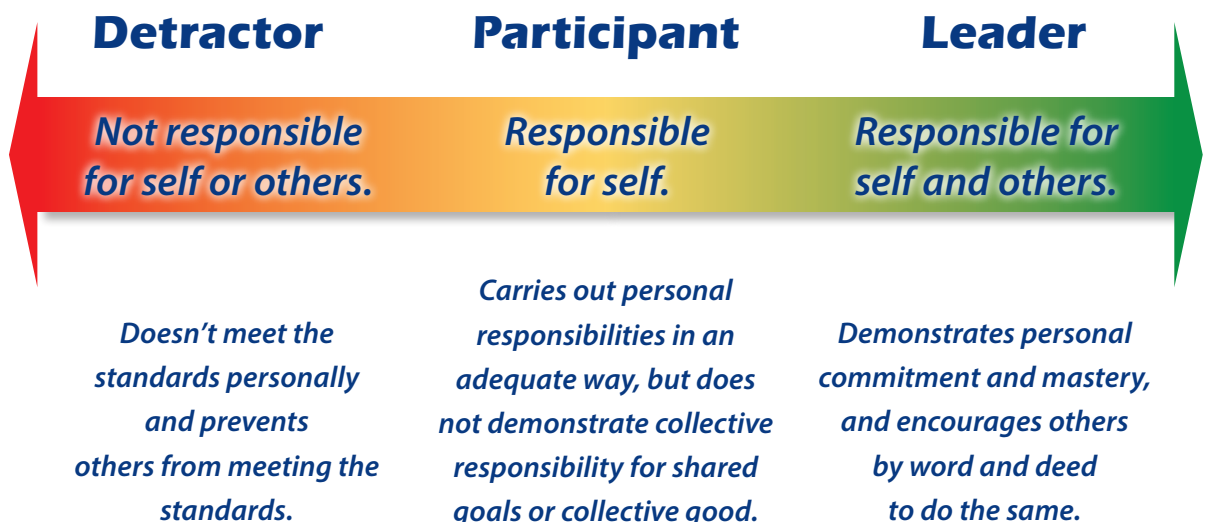 Detractor
Participant
Leader
Not responsible
for self or others.
Responsible
for self.
Responsible for
self and others.
Doesn’t meet the
standards personally
and prevents
others from meeting the
standards.
Carries out personal
responsibilities in an
adequate way, but does
not demonstrate collective
responsibility for shared
goals or collective good.
Demonstrates personal
commitment and mastery,
and encourages others
by word and deed
to do the same.